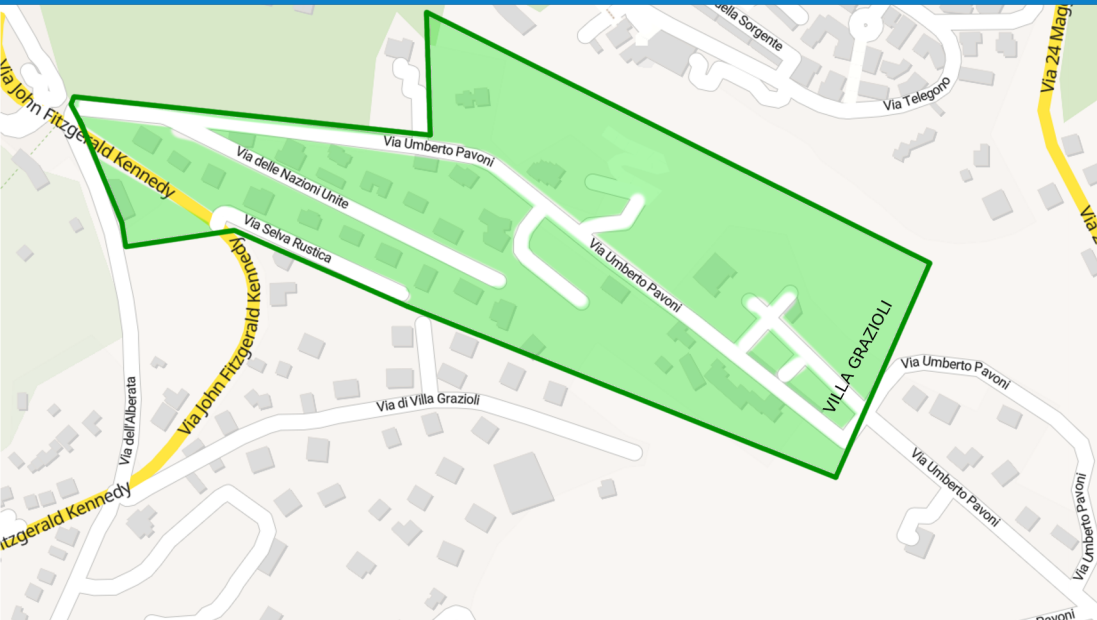 della Sorgente
Via 24 Magg
Via John Fitzgerald Kennedy
Via Telegono
Via Umberto Pavoni
Via delle Nazioni Unite
Via Selva Rustica
Via 2
Via John Fitzgerald Kennedy
Via Umberto Pavoni
VILLA GRAZIOLI
Via Umberto Pavoni
Via dell'Alberata
Via di Villa Grazioli
Via Umberto Pavoni
Via Umberto Pavoni
itzgerald Kennedy
Pavoni